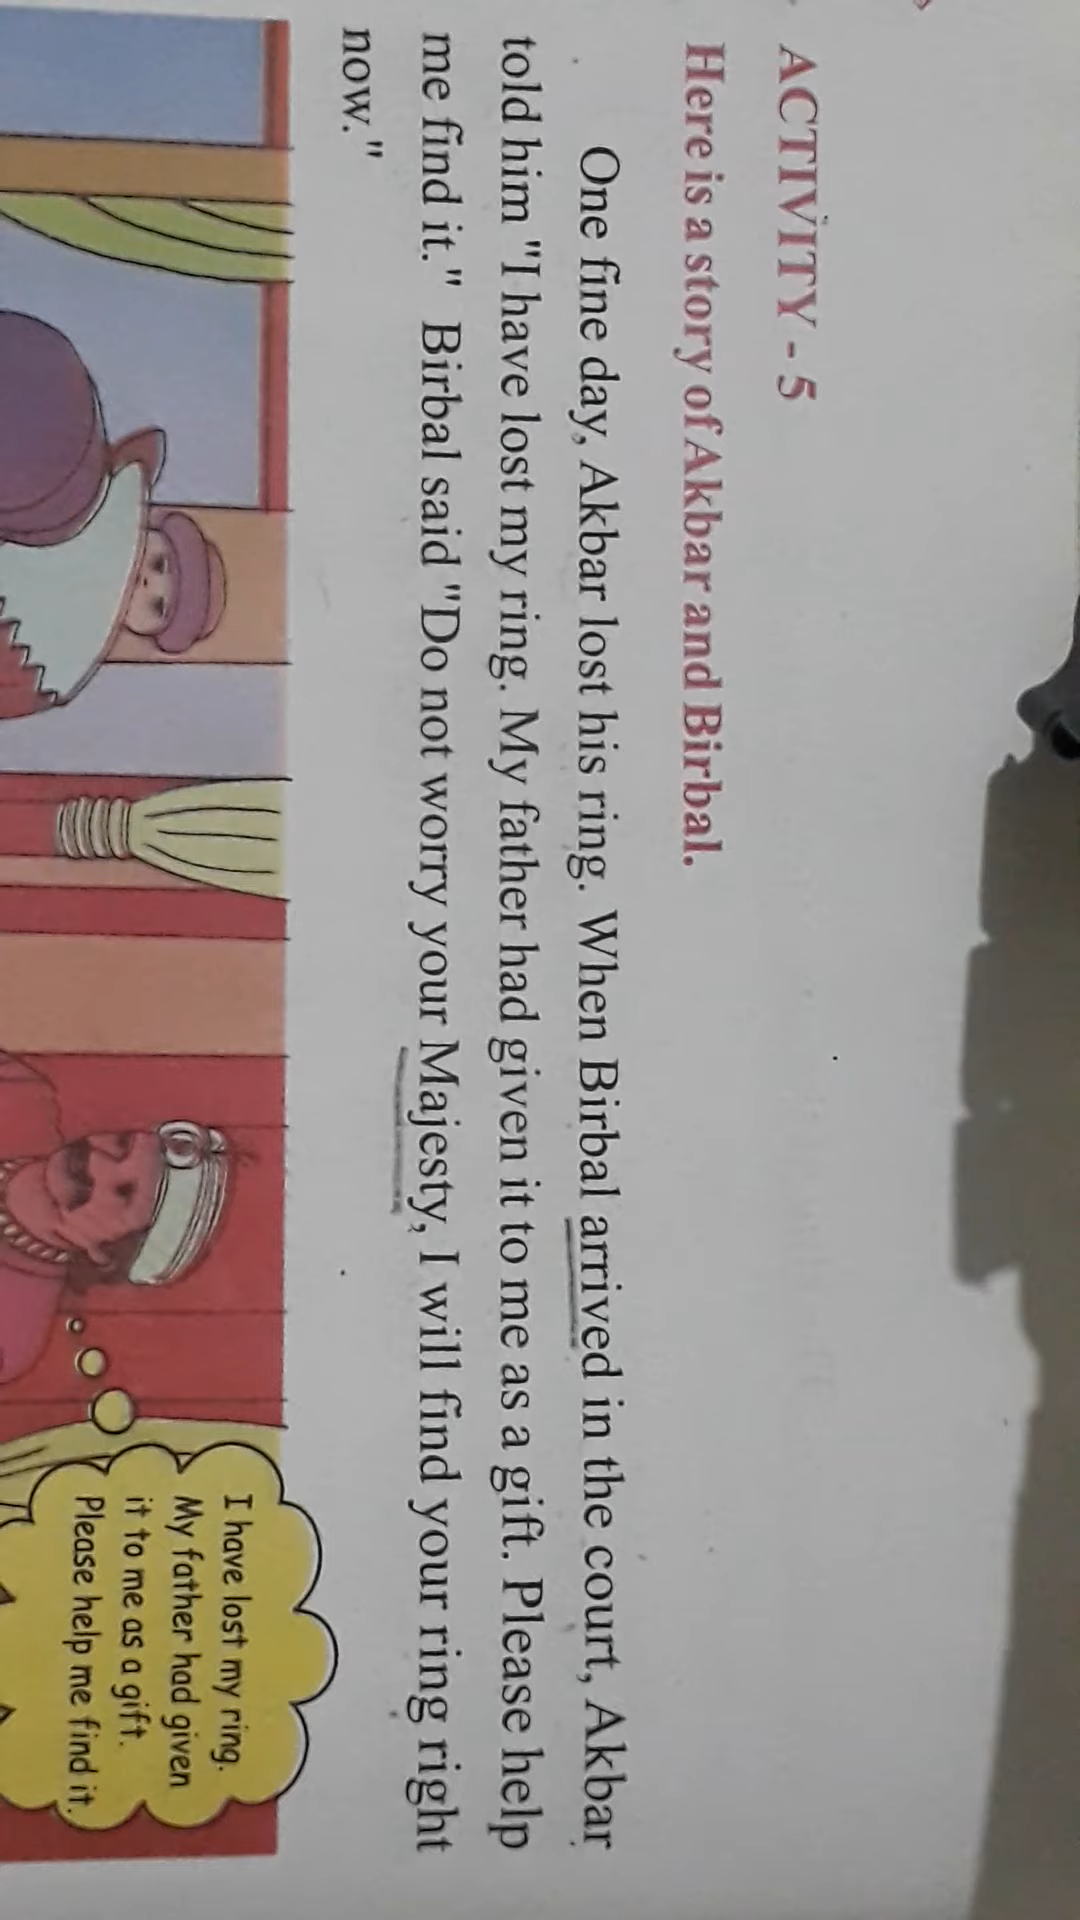 ACTIVITY - 5
Here is a story of Akbar and Birbal.
One fine day, Akbar lost his ring. When Birbal arrived in the court, Akbar
told him "I have lost my ring. My father had given it to me as a gift. Please help
me find it." Birbal said "Do not worry your Majesty, I will find your ring right
now."
I have lost my ring.
My father had given
it to me as a gift.
Please help me find it.